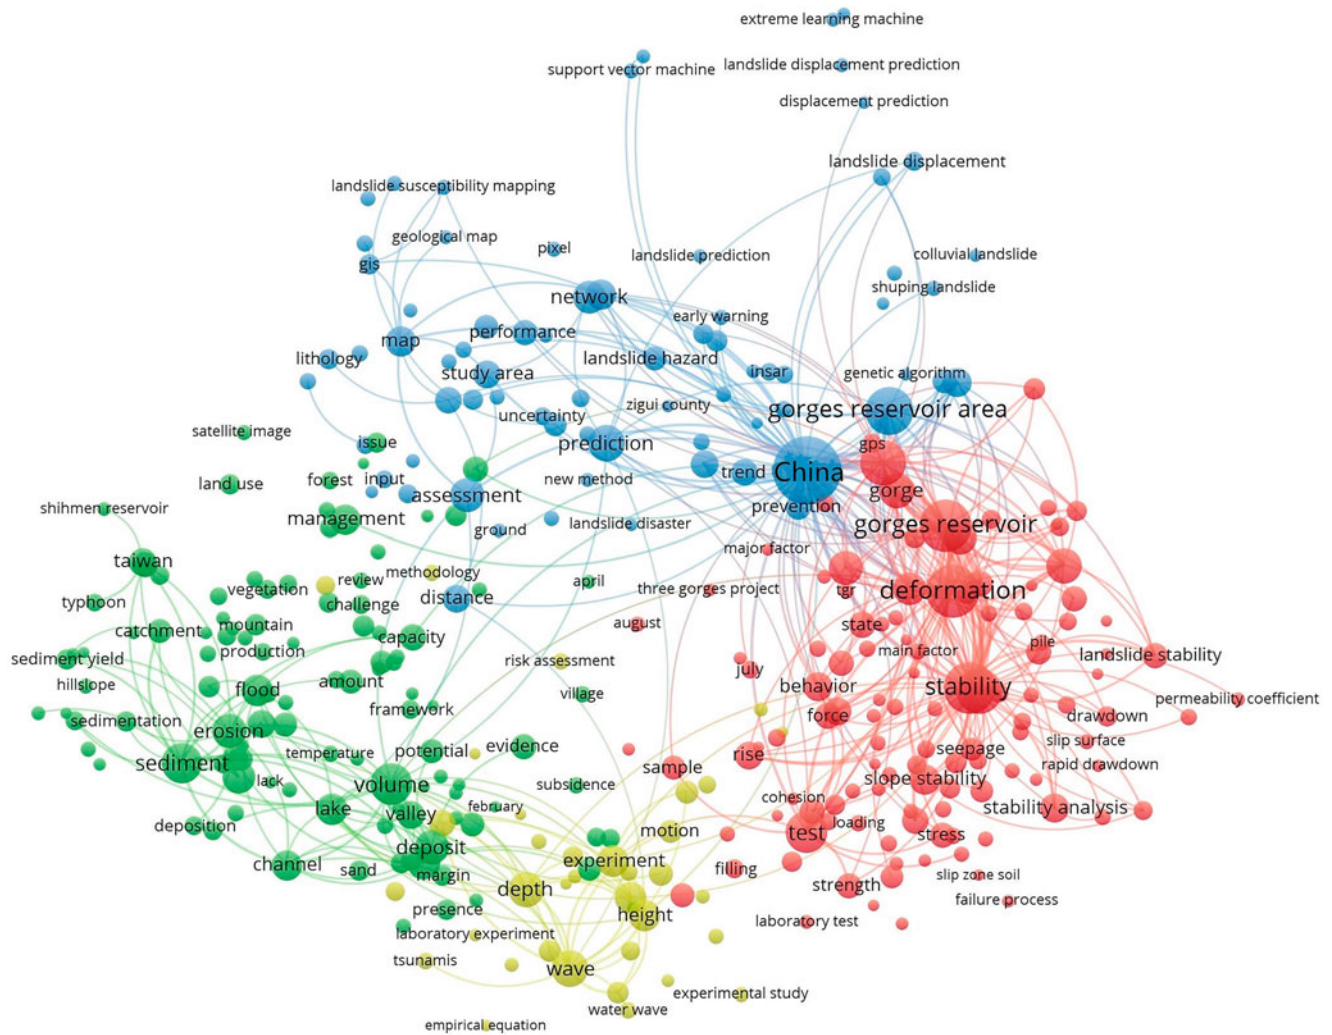 extreme learning machine
support vector machine
landslide displacement prediction
displacement prediction
landslide displacement
landslide susceptibility mapping
geological map
pixel
landslide prediction
colluvial landslide
gis
shuping landslide
network
early warning
map
performance
lithology
landslide hazard
study area
insar
genetic algorithm
zigui county
gorges reservoir area
uncertainty
satellite image
issue
prediction
gps
land use
forest
input
new method
trend
China
assessment
gorge
shihmen reservoir
management
prevention
ground
landslide disaster
gorges reservoir
major factor
taiwan
review
methodology
april
vegetation
three gorges project
tgr
deformation
typhoon
challenge
distance
catchment
mountain
capacity
august
state
pile
sediment yield
production
risk assessment
july
main factor
landslide stability
hillslope
flood
amount
village
behavior
stability
permeability coefficient
framework
force
drawdown
sedimentation
erosion
slip surface
temperature
potential
evidence
rise
seepage
sediment
sample
rapid drawdown
lack
volume
subsidence
slope stability
lake
valley
february
cohesion
stability analysis
deposition
motion
test
loading
stress
deposit
channel
sand
margin
experiment
filling
slip zone soil
depth
strength
presence
height
failure process
laboratory test
laboratory experiment
tsunamis
wave
experimental study
water wave
empirical equation